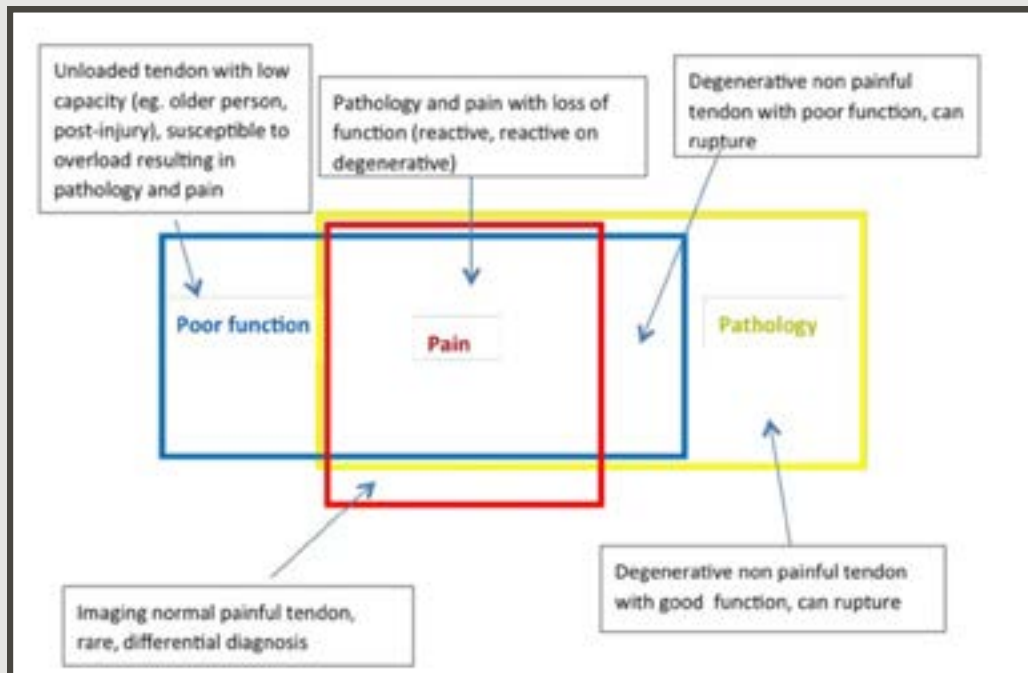 Unloaded tendon with low
capacity (eg. older person,
post-injury), susceptible to
overload resulting in
pathology and pain
Pathology and pain with loss of
function (reactive, reactive on
degenerative)
Degenerative non painful
tendon with poor function, can
rupture
Poor function
Pain
Pathology
Imaging normal painful tendon,
rare, differential diagnosis
Degenerative non painful tendon
with good function, can rupture